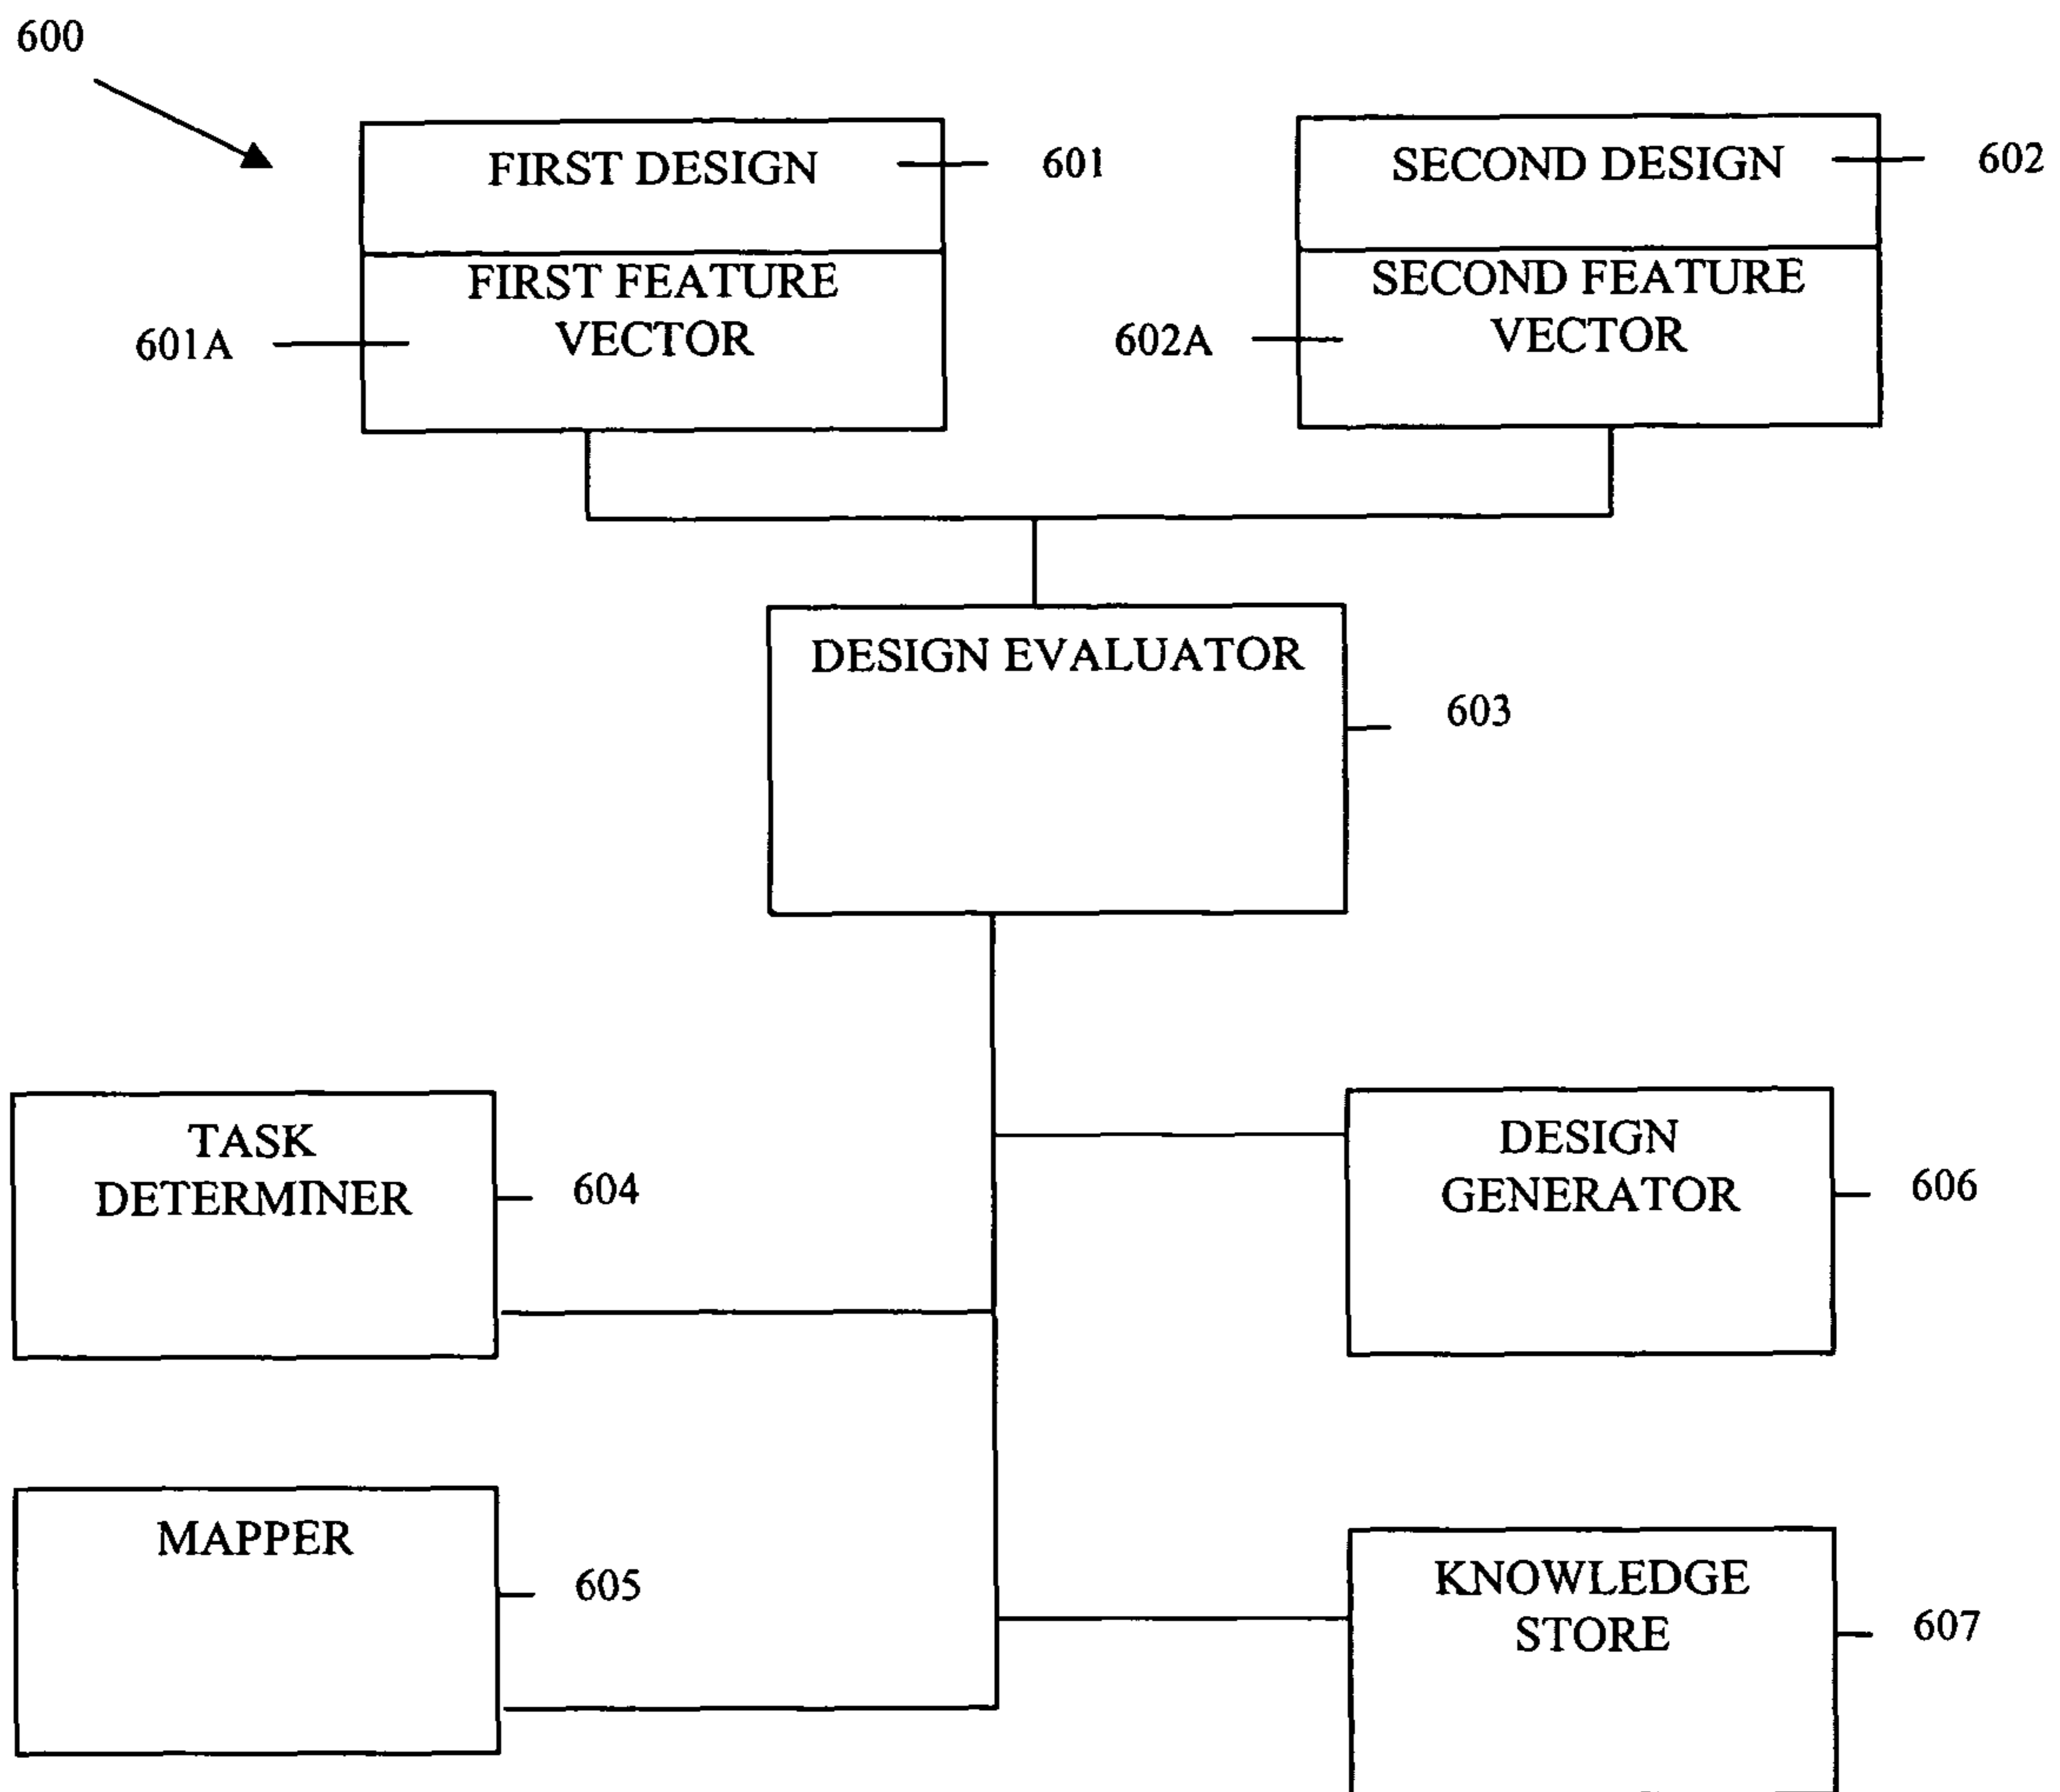 600
FIRST DESIGN
601
SECOND DESIGN
602
FIRST FEATURE
VECTOR
601A
SECOND FEATURE
VECTOR
602A
DESIGN EVALUATOR
603
TASK
DETERMINER
604
DESIGN
GENERATOR
606
MAPPER
605
KNOWLEDGE
STORE
607